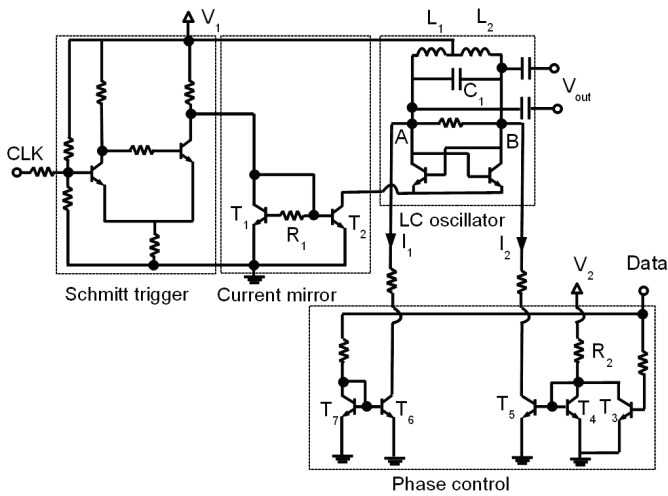 V1
L1 L2
C1
Vout
CLK
A
B
T1
R1
T2
LC oscillator
I1
I2
V2
Data
Schmitt trigger
Current mirror
R2
T7
T6
T5
T4
T3
Phase control